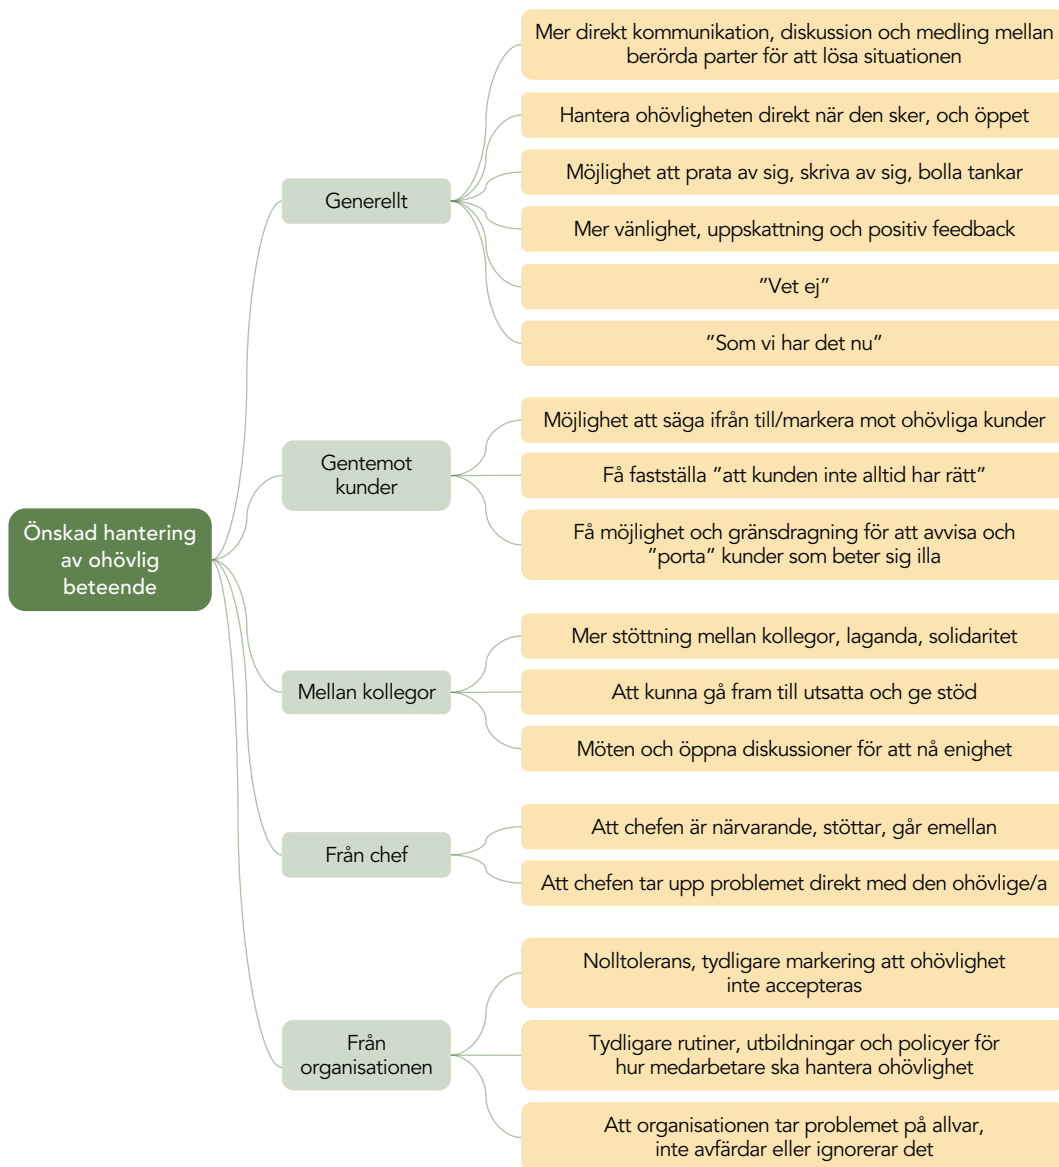 Önskad hantering
av ohövlig
beteende
Generellt
Mer direkt kommunikation, diskussion och medling mellan
berörda parter för att lösa situationen
Hantera ohövligheten direkt när den sker, och öppet
Möjlighet att prata av sig, skriva av sig, bolla tankar
Mer vänlighet, uppskattning och positiv feedback
”Vet ej”
”Som vi har det nu”
Gentemot
kunder
Möjlighet att säga ifrån till/markera mot ohövliga kunder
Få fastställa ”att kunden inte alltid har rätt”
Få möjlighet och gränsdragning för att avvisa och
”porta” kunder som beter sig illa
Mellan kollegor
Mer stöttning mellan kollegor, laganda, solidaritet
Att kunna gå fram till utsatta och ge stöd
Möten och öppna diskussioner för att nå enighet
Från chef
Att chefen är närvarande, stöttar, går emellan
Att chefen tar upp problemet direkt med den ohövlige/a
Från
organisationen
Nolltolerans, tydligare markering att ohövlighet
inte accepteras
Tydligare rutiner, utbildningar och policyer för
hur medarbetare ska hantera ohövlighet
Att organisationen tar problemet på allvar,
inte avfärdar eller ignorerar det